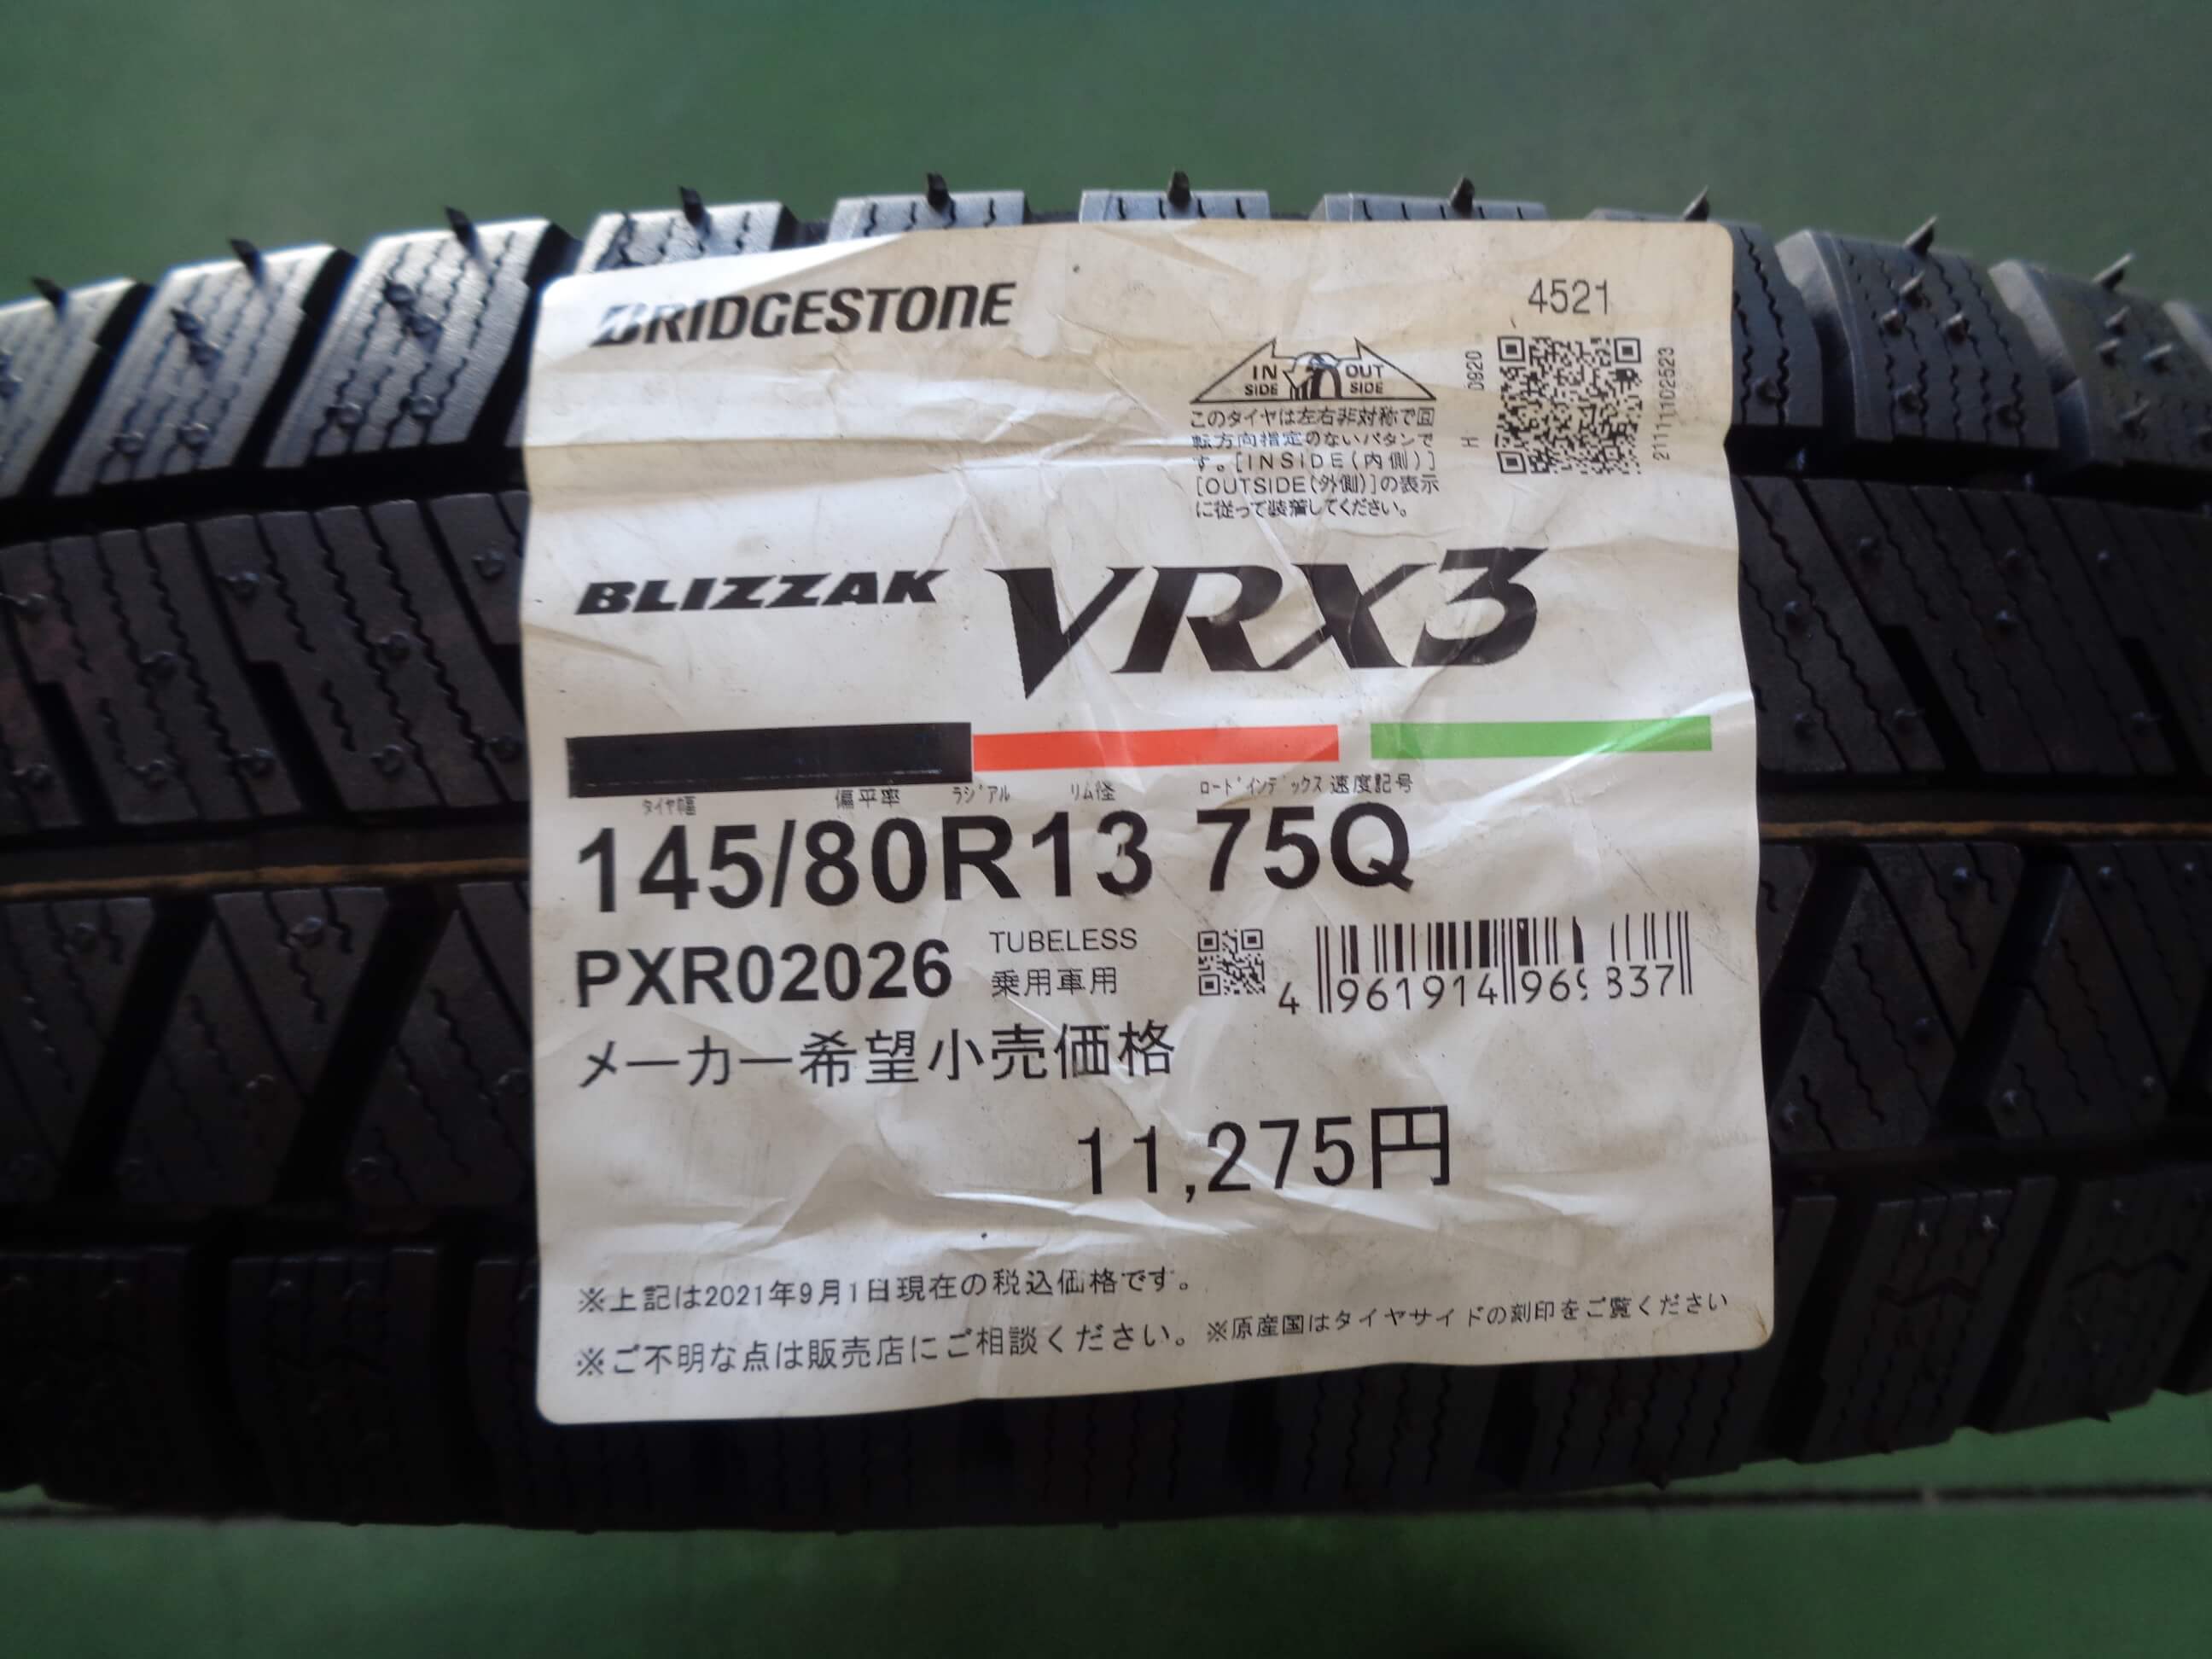 BRIDGESTONE
4521
IN SIDE OUT SIDE
H 0920
2111102523
このタイヤは左右非対称で回
転方向指定のないパタンで
す。[INSIDE(内側)]
[OUTSIDE(外側)]の表示
に従って装着してください。
BLIZZAK VRX3
タイヤ幅 偏平率 ラジアル リム径 ロードインデックス 速度記号
145/80R13 75Q
PXR02026
TUBELESS
乗用車用
4 961914 969837
メーカー希望小売価格
11,275円
※上記は2021年9月1日現在の税込価格です。
※ご不明な点は販売店にご相談ください。※原産国はタイヤサイドの刻印をご覧ください